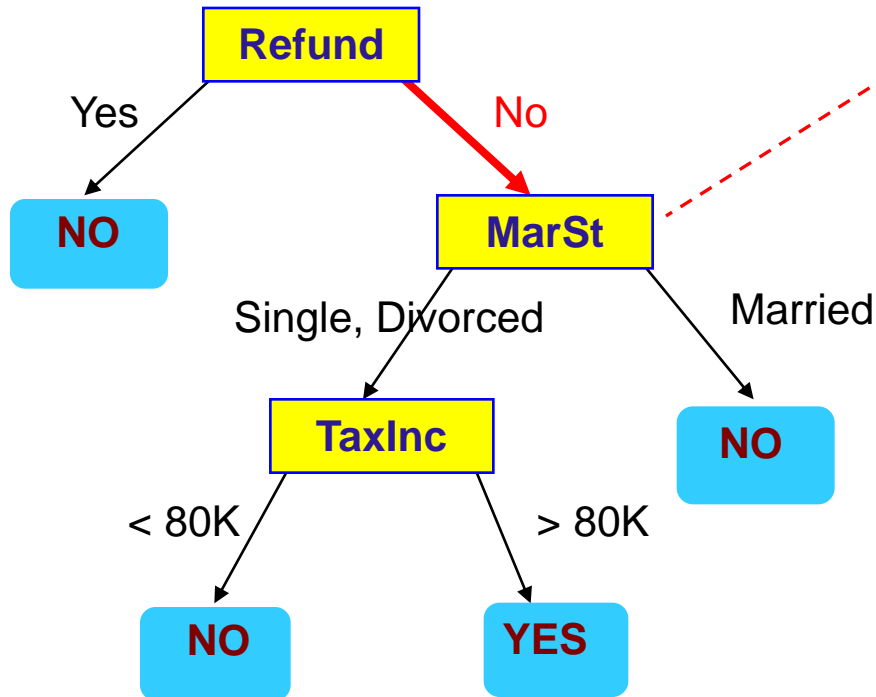 Refund
Yes
No
NO
MarSt
Single, Divorced
Married
TaxInc
NO
< 80K
> 80K
NO
YES